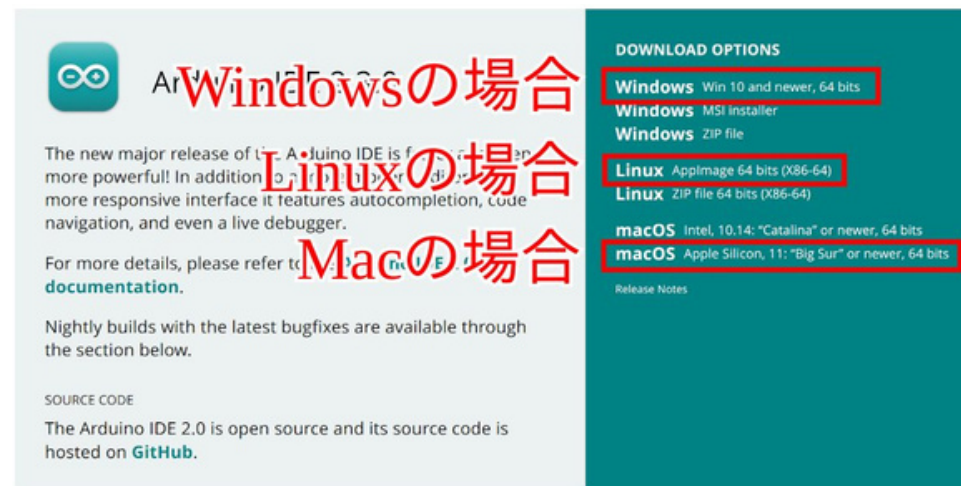 Windowsの場合
The new major release of
Arduino IDE is
more powerful! In addition
Linuxの場合
more responsive interface it features autocompletion, code
navigation, and even a live debugger.
Macの場合
For more details, please refer to
documentation.
Nightly builds with the latest bugfixes are available through
the section below.
SOURCE CODE
The Arduino IDE 2.0 is open source and its source code is
hosted on GitHub.
DOWNLOAD OPTIONS
Windows Win 10 and newer, 64 bits
Windows MSI installer
Windows ZIP file
Linux AppImage 64 bits (X86-64)
Linux ZIP file 64 bits (X86-64)
macOS Intel, 10.14: “Catalina” or newer, 64 bits
macOS Apple Silicon, 11: “Big Sur” or newer, 64 bits
Release Notes